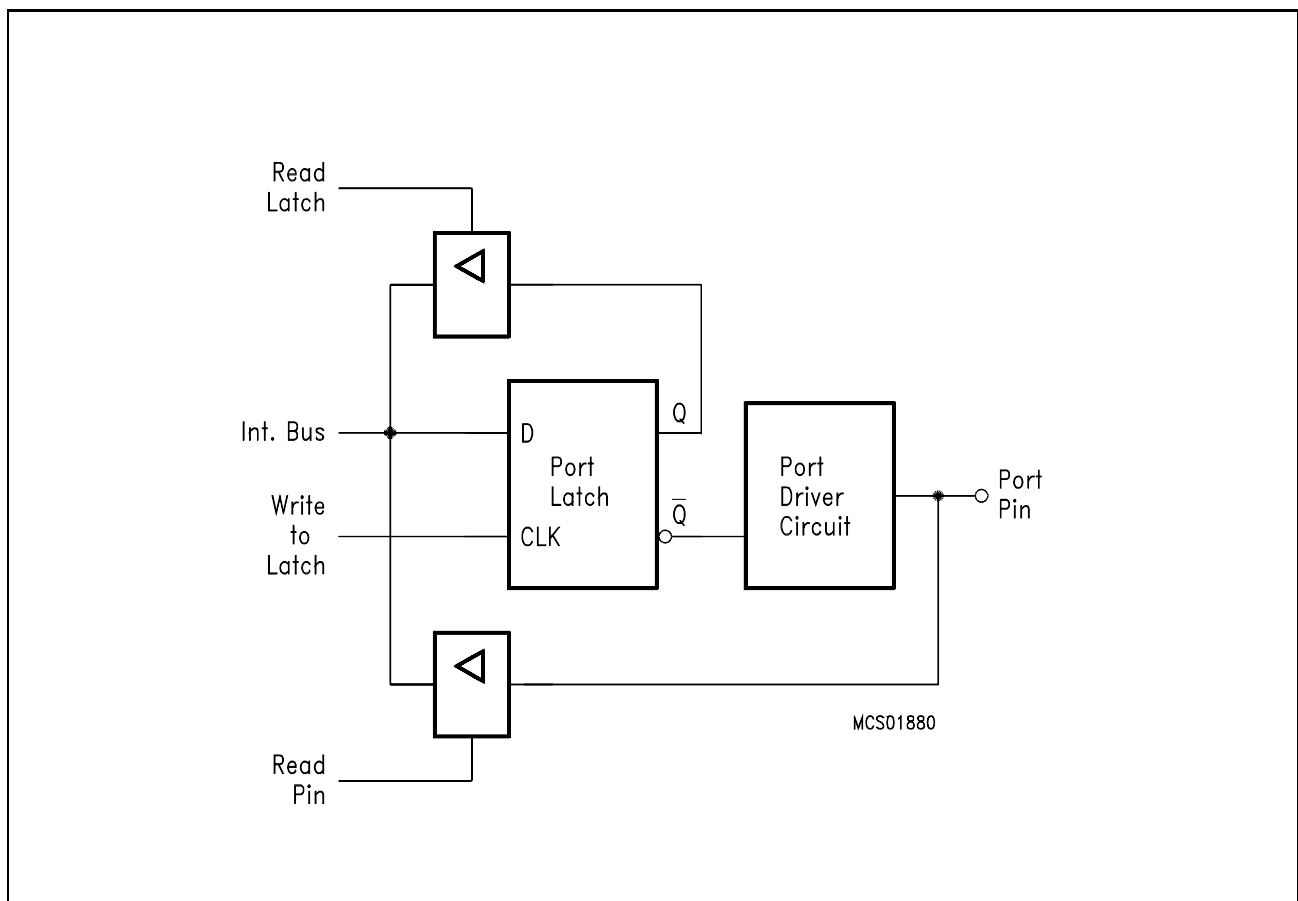 Read
Latch
Q
Int. Bus
D
Port
Latch
Port
Driver
Circuit
Port
Pin
Write
to
Latch
CLK
Q̅
MCS01880
Read
Pin